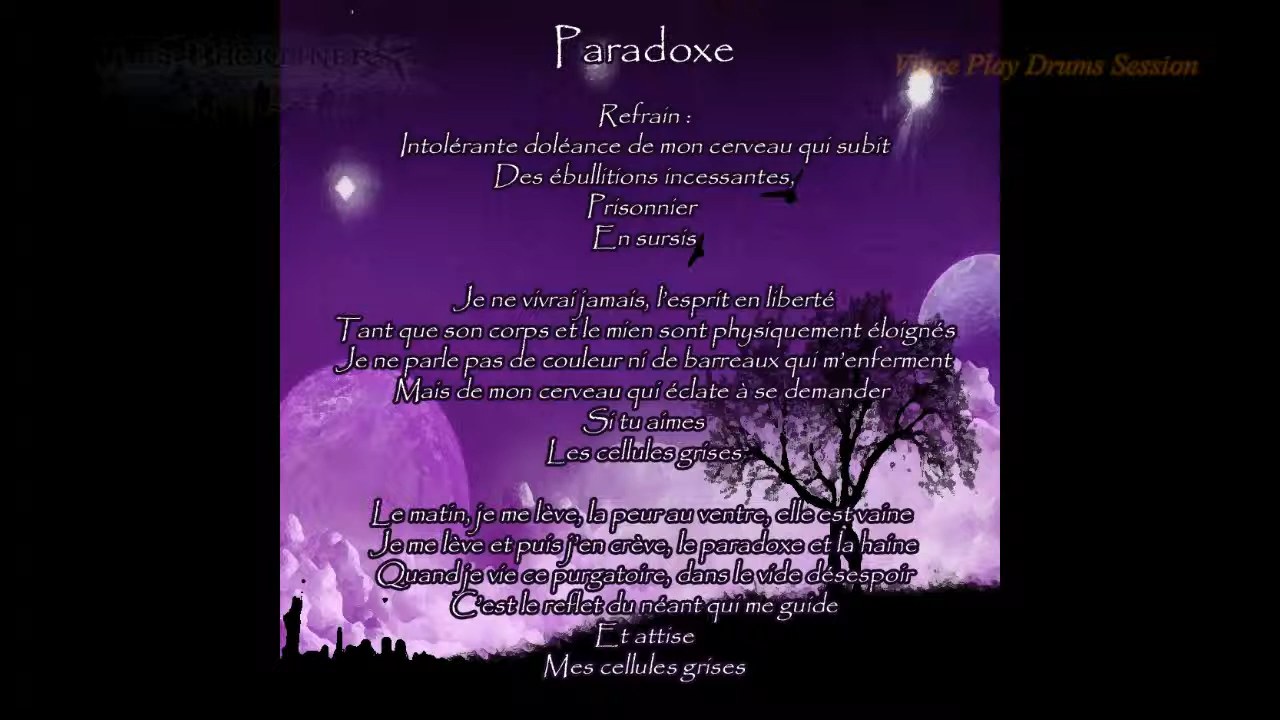 Paradoxe
Vince Play Drums Session
Refrain :
Intolérante doléance de mon cerveau qui subit
Des ébullitions incessantes,
Prisonnier
En sursis
Je ne vivrai jamais, l'esprit en liberté
Tant que son corps et le mien sont physiquement éloignés
Je ne parle pas de couleur ni de barreaux qui m'enferment
Mais de mon cerveau qui éclate à se demander
Si tu aimes
Les cellules grises
Le matin, je me lève, la peur au ventre, elle est vaine
Je me lève et puis j'en crève, le paradoxe et la haine
Quand je vie ce purgatoire, dans le vide désespoir
C'est le reflet du néant qui me guide
Et attise
Mes cellules grises